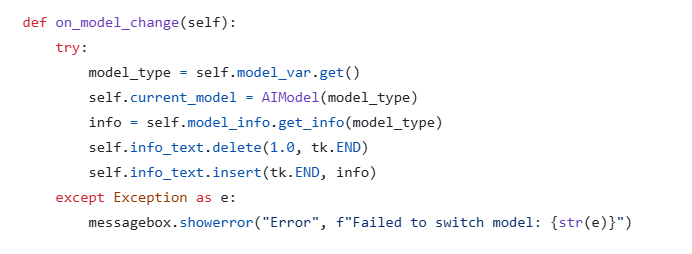 def on_model_change(self):
    try:
        model_type = self.model_var.get()
        self.current_model = AIModel(model_type)
        info = self.model_info.get_info(model_type)
        self.info_text.delete(1.0, tk.END)
        self.info_text.insert(tk.END, info)
    except Exception as e:
        messagebox.showerror("Error", f"Failed to switch model: {str(e)}")